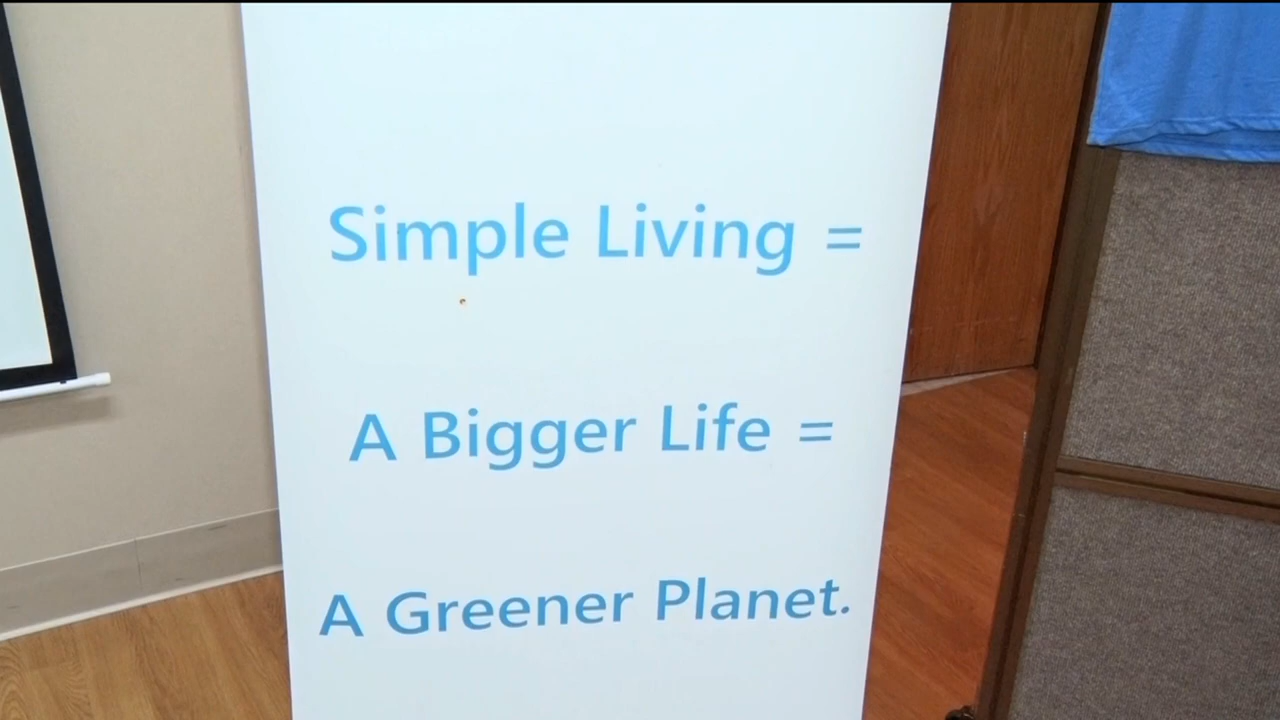 Simple Living =
A Bigger Life =
A Greener Planet.